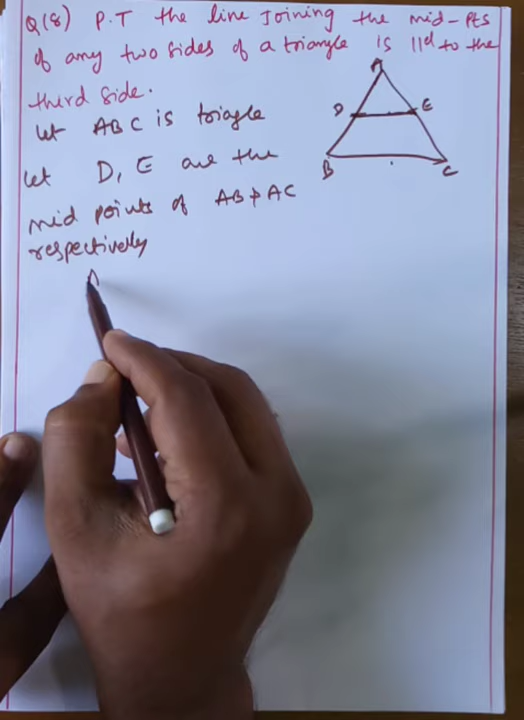 Q(8) P.T the line Joining the mid-pts
of any two sides of a triangle is ||el to the
third side.
let ABC is triagle
let D, E are the
mid points of AB & AC
respectively
A
A
D E
B C